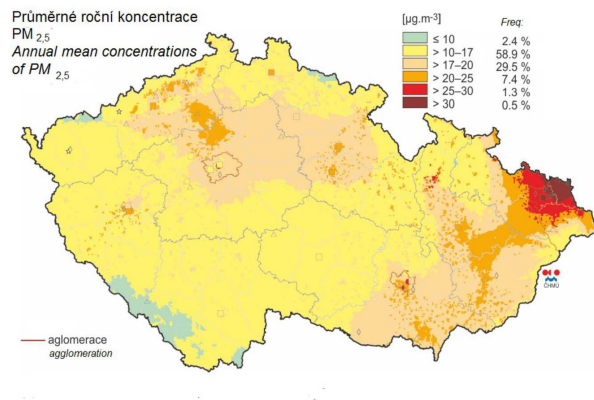 Průměrné roční koncentrace
PM 2,5
Annual mean concentrations
of PM 2,5
[µg.m-³] Freq:
≤ 10 2.4 %
> 10–17 58.9 %
> 17–20 29.5 %
> 20–25 7.4 %
> 25–30 1.3 %
> 30 0.5 %
ČHMÚ
aglomerace
agglomeration